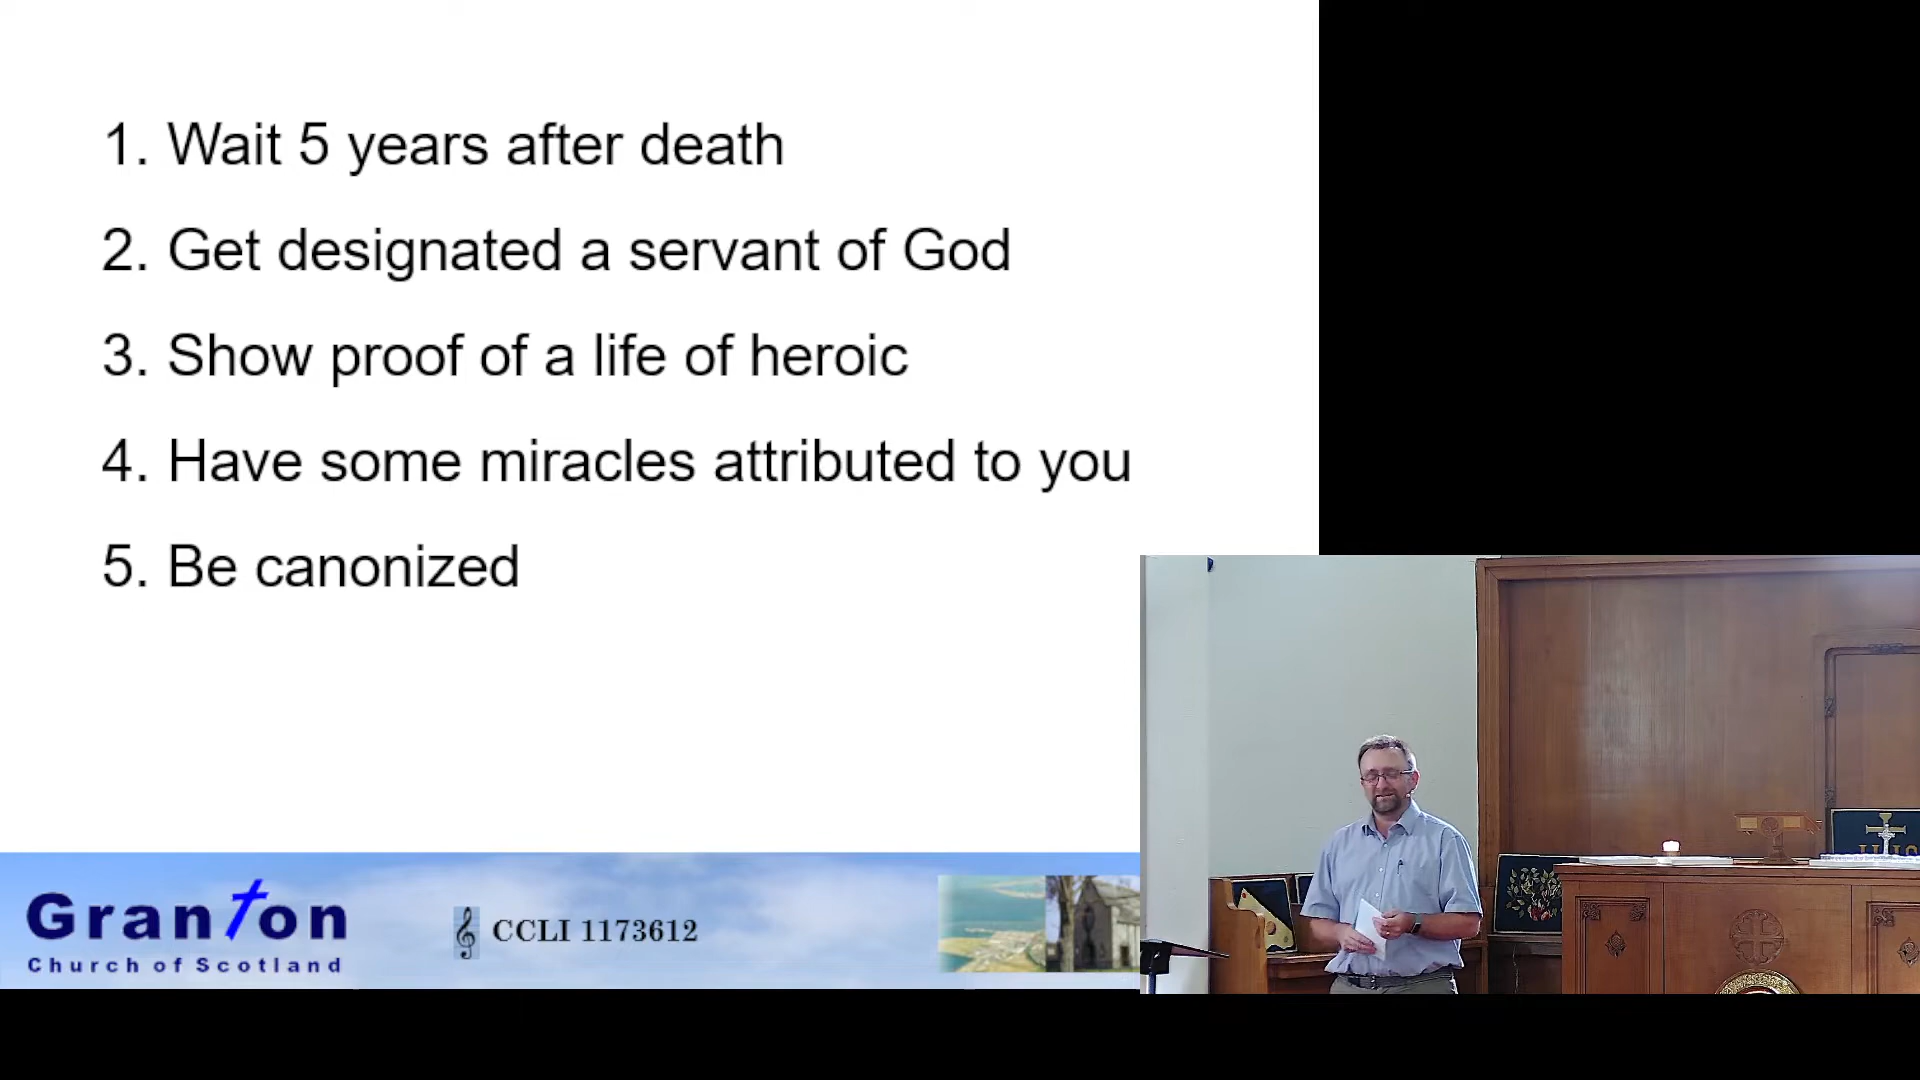 1. Wait 5 years after death
2. Get designated a servant of God
3. Show proof of a life of heroic
4. Have some miracles attributed to you
5. Be canonized
Granton
Church of Scotland
CCLI 1173612